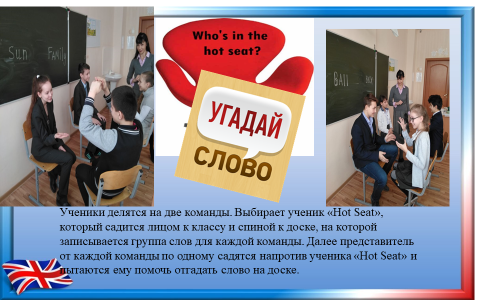 Sun FAMILY
Who's in the
hot seat?
УГАДАЙ
СЛОВО
BALL
Ученики делятся на две команды. Выбирает ученик «Hot Seat»,
который садится лицом к классу и спиной к доске, на которой
записывается группа слов для каждой команды. Далее представитель
от каждой команды по одному садятся напротив ученика «Hot Seat» и
пытаются ему помочь отгадать слово на доске.